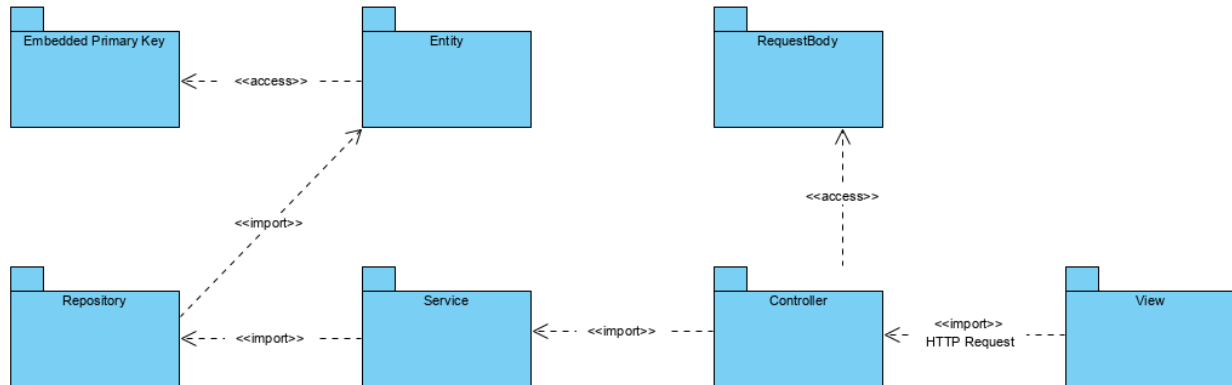 Embedded Primary Key
Entity
RequestBody
<<access>>
<<access>>
<<import>>
Repository
Service
Controller
View
<<import>>
<<import>>
<<import>>
HTTP Request